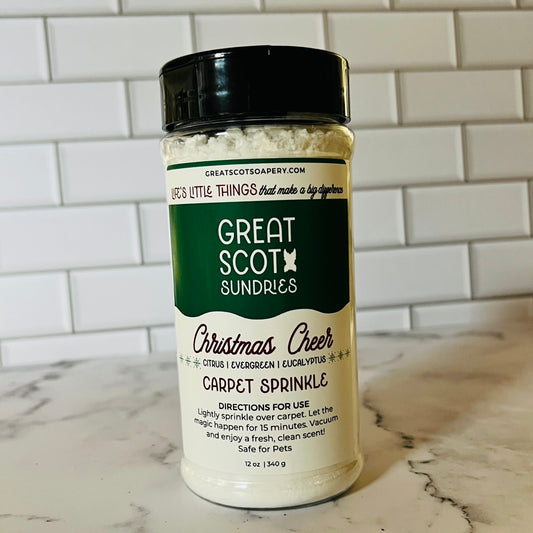 GREATSCOTSOAPERY.COM
LIFE'S LITTLE THINGS that make a big difference
GREAT
SCOT
SUNDRIES
Christmas Cheer
CITRUS | EVERGREEN | EUCALYPTUS
CARPET SPRINKLE
DIRECTIONS FOR USE
Lightly sprinkle over carpet. Let the
magic happen for 15 minutes. Vacuum
and enjoy a fresh, clean scent!
Safe for Pets
12 oz | 340 g